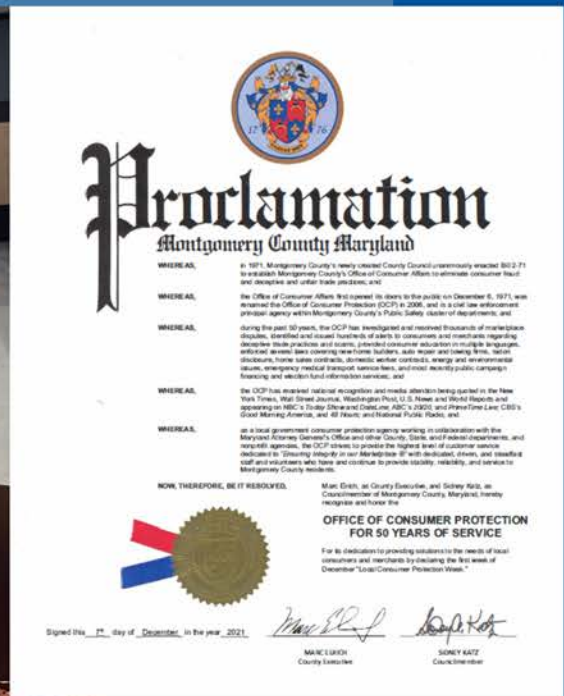 17 76
Proclamation
Montgomery County Maryland
WHEREAS, in 1971, Montgomery County's newly created County Council unanimously enacted Bill 2-71
to establish Montgomery County's Office of Consumer Affairs to eliminate consumer fraud
and deceptive and unfair trade practices; and
WHEREAS, the Office of Consumer Affairs first opened its doors to the public on December 6, 1971, was
renamed the Office of Consumer Protection (OCP) in 2006, and is a civil law enforcement
principal agency within Montgomery County's Public Safety cluster of departments; and
WHEREAS, during the past 50 years, the OCP has investigated and resolved thousands of marketplace
disputes, identified and issued hundreds of alerts to consumers and merchants regarding
deceptive trade practices and scams, provided consumer education in multiple languages,
enforced several laws covering new home builders, auto repair and towing firms, radon
disclosure, home sales contracts, domestic worker contracts, energy and environmental
issues, emergency medical transport service fees, and most recently public campaign
financing and election fund information services; and
WHEREAS, the OCP has received national recognition and media attention being quoted in the New
York Times, Wall Street Journal, Washington Post, U.S. News and World Reports and
appearing on NBC's Today Show and DateLine; ABC's 20/20, and PrimeTime Live; CBS's
Good Morning America, and 48 Hours; and National Public Radio; and
WHEREAS, as a local government consumer protection agency working in collaboration with the
Maryland Attorney General's Office and other County, State, and Federal departments, and
nonprofit agencies, the OCP strives to provide the highest level of customer service
dedicated to "Ensuring Integrity in our Marketplace ®" with dedicated, driven, and steadfast
staff and volunteers who have and continue to provide stability, reliability, and service to
Montgomery County residents.
NOW, THEREFORE, BE IT RESOLVED, Marc Elrich, as County Executive, and Sidney Katz, as
Councilmember of Montgomery County, Maryland, hereby
recognize and honor the
OFFICE OF CONSUMER PROTECTION
FOR 50 YEARS OF SERVICE
For its dedication to providing solutions to the needs of local
consumers and merchants by declaring the first week of
December "Local Consumer Protection Week."
Signed this 7th day of December in the year 2021
MARC ELRICH
County Executive
SIDNEY KATZ
Councilmember